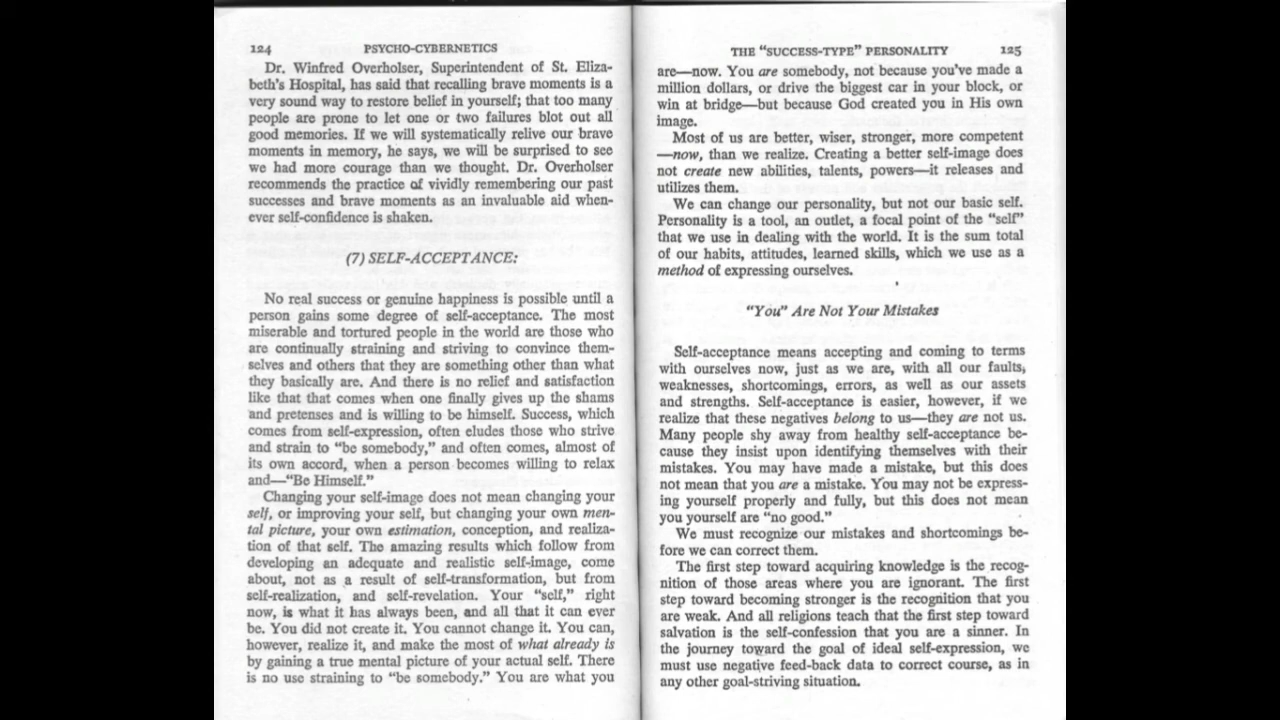 124 PSYCHO-CYBERNETICS
Dr. Winfred Overholser, Superintendent of St. Eliza-
beth's Hospital, has said that recalling brave moments is a
very sound way to restore belief in yourself; that too many
people are prone to let one or two failures blot out all
good memories. If we will systematically relive our brave
moments in memory, he says, we will be surprised to see
we had more courage than we thought. Dr. Overholser
recommends the practice of vividly remembering our past
successes and brave moments as an invaluable aid when-
ever self-confidence is shaken.
(7) SELF-ACCEPTANCE:
No real success or genuine happiness is possible until a
person gains some degree of self-acceptance. The most
miserable and tortured people in the world are those who
are continually straining and striving to convince them-
selves and others that they are something other than what
they basically are. And there is no relief and satisfaction
like that that comes when one finally gives up the shams
and pretenses and is willing to be himself. Success, which
comes from self-expression, often eludes those who strive
and strain to "be somebody," and often comes, almost of
its own accord, when a person becomes willing to relax
and—"Be Himself."
Changing your self-image does not mean changing your
self, or improving your self, but changing your own men-
tal picture, your own estimation, conception, and realiza-
tion of that self. The amazing results which follow from
developing an adequate and realistic self-image, come
about, not as a result of self-transformation, but from
self-realization, and self-revelation. Your "self," right
now, is what it has always been, and all that it can ever
be. You did not create it. You cannot change it. You can,
however, realize it, and make the most of what already is
by gaining a true mental picture of your actual self. There
is no use straining to "be somebody." You are what you
THE "SUCCESS-TYPE" PERSONALITY 125
are—now. You are somebody, not because you've made a
million dollars, or drive the biggest car in your block, or
win at bridge—but because God created you in His own
image.
Most of us are better, wiser, stronger, more competent
—now, than we realize. Creating a better self-image does
not create new abilities, talents, powers—it releases and
utilizes them.
We can change our personality, but not our basic self.
Personality is a tool, an outlet, a focal point of the "self"
that we use in dealing with the world. It is the sum total
of our habits, attitudes, learned skills, which we use as a
method of expressing ourselves.
"You" Are Not Your Mistakes
Self-acceptance means accepting and coming to terms
with ourselves now, just as we are, with all our faults,
weaknesses, shortcomings, errors, as well as our assets
and strengths. Self-acceptance is easier, however, if we
realize that these negatives belong to us—they are not us.
Many people shy away from healthy self-acceptance be-
cause they insist upon identifying themselves with their
mistakes. You may have made a mistake, but this does
not mean that you are a mistake. You may not be express-
ing yourself properly and fully, but this does not mean
you yourself are "no good."
We must recognize our mistakes and shortcomings be-
fore we can correct them.
The first step toward acquiring knowledge is the recog-
nition of those areas where you are ignorant. The first
step toward becoming stronger is the recognition that you
are weak. And all religions teach that the first step toward
salvation is the self-confession that you are a sinner. In
the journey toward the goal of ideal self-expression, we
must use negative feed-back data to correct course, as in
any other goal-striving situation.